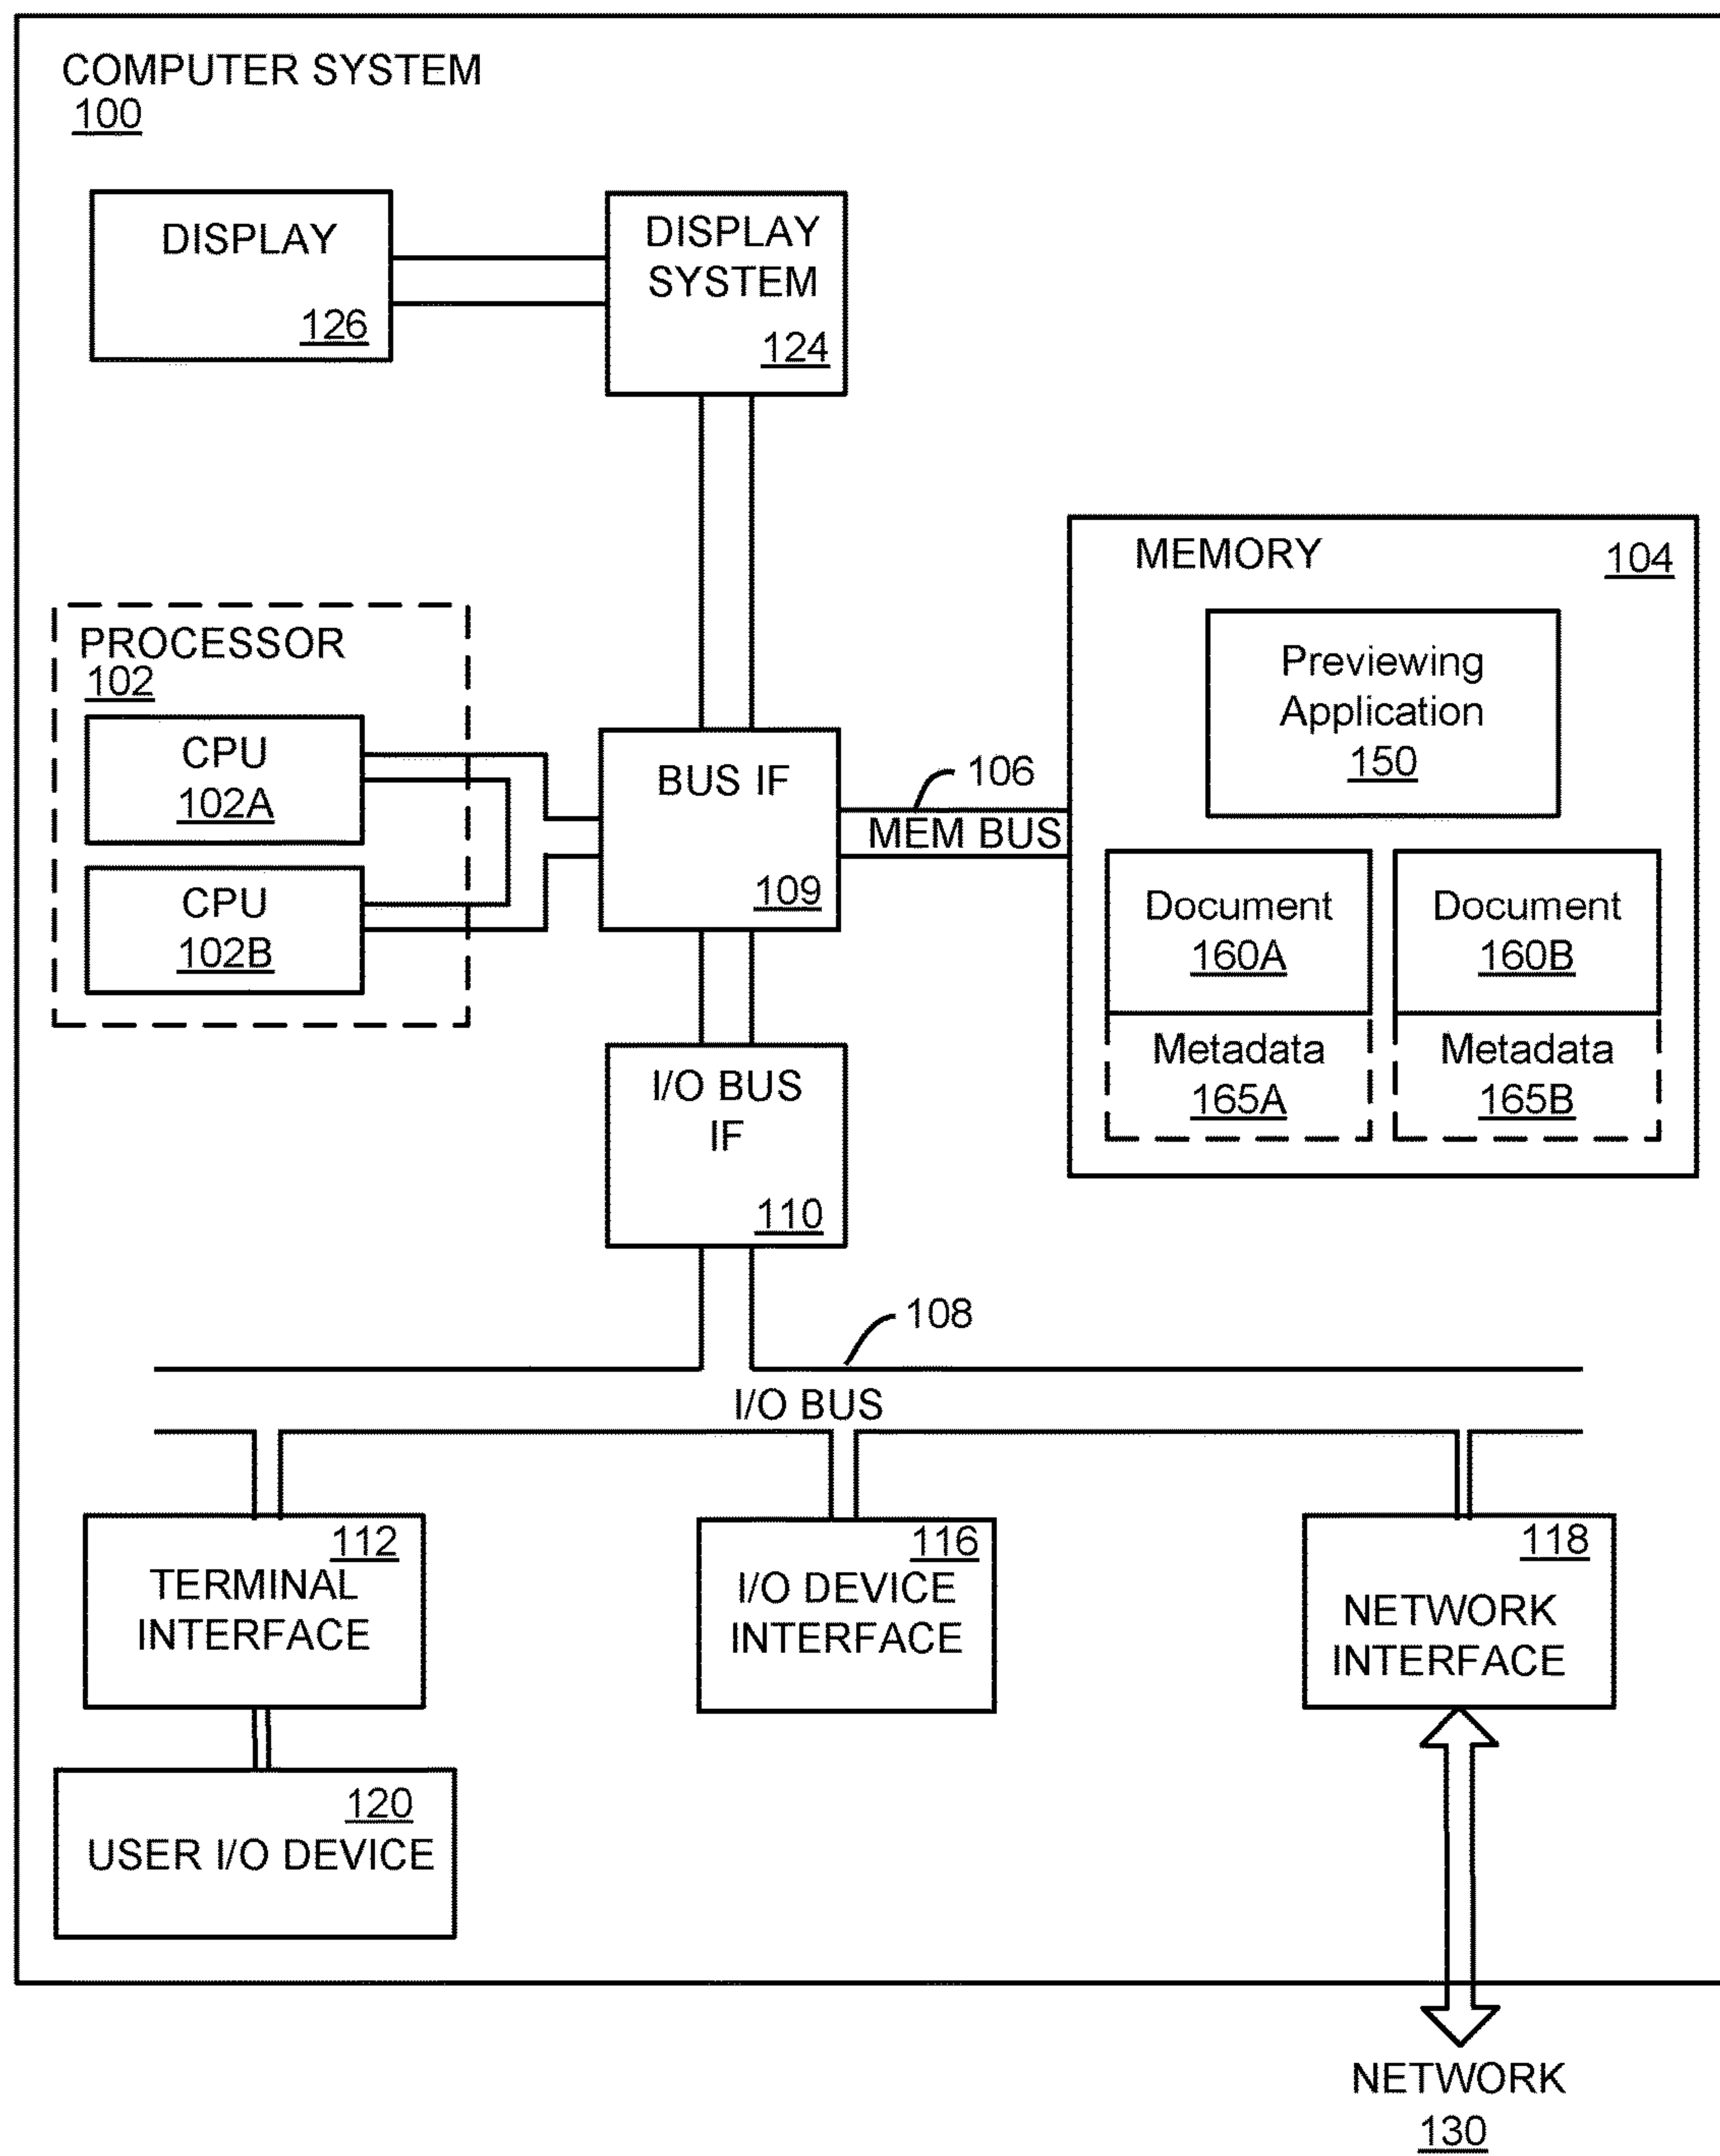 COMPUTER SYSTEM
100
DISPLAY
126
DISPLAY
SYSTEM
124
PROCESSOR
102
CPU
102A
CPU
102B
BUS IF
109
106
MEM BUS
MEMORY
104
Previewing
Application
150
Document
160A
Metadata
165A
Document
160B
Metadata
165B
I/O BUS
IF
110
108
I/O BUS
112
TERMINAL
INTERFACE
116
I/O DEVICE
INTERFACE
118
NETWORK
INTERFACE
120
USER I/O DEVICE
NETWORK
130